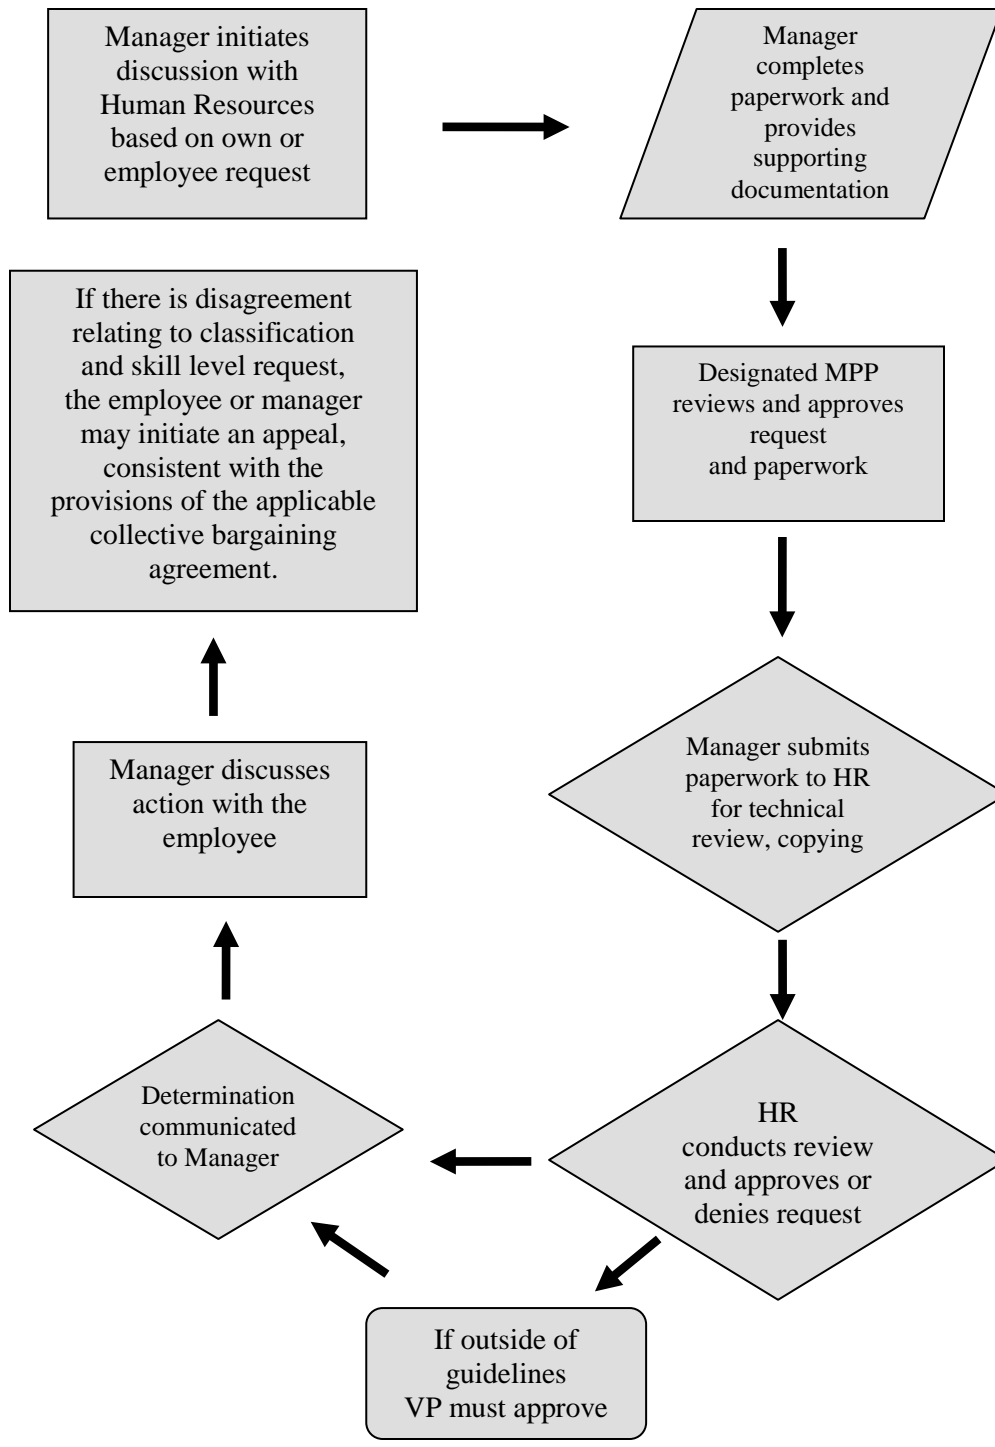 Manager initiates
discussion with
Human Resources
based on own or
employee request
Manager
completes
paperwork and
provides
supporting
documentation
Designated MPP
reviews and approves
request
and paperwork
Manager submits
paperwork to HR
for technical
review, copying
HR
conducts review
and approves or
denies request
If outside of
guidelines
VP must approve
Determination
communicated
to Manager
Manager discusses
action with the
employee
If there is disagreement
relating to classification
and skill level request,
the employee or manager
may initiate an appeal,
consistent with the
provisions of the applicable
collective bargaining
agreement.